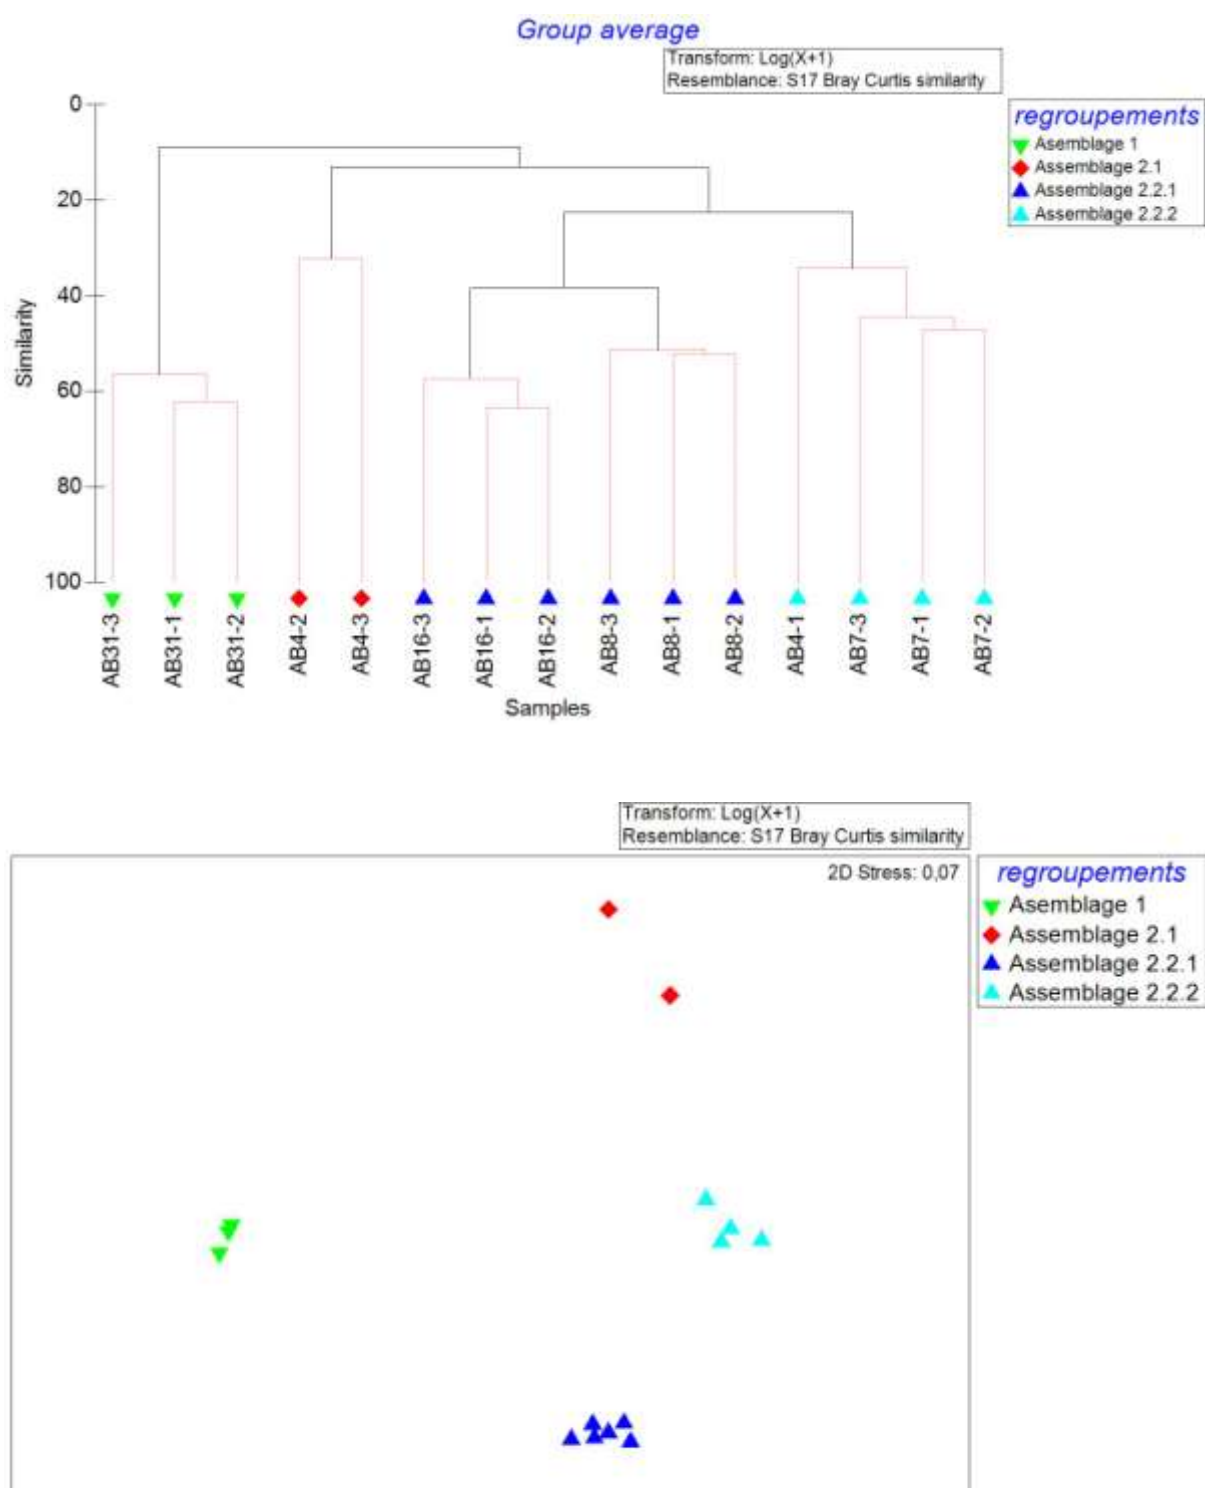 Group average
Transform: Log(X+1)
Resemblance: S17 Bray Curtis similarity
regroupements
Asemblage 1
Assemblage 2.1
Assemblage 2.2.1
Assemblage 2.2.2
0
20
40
60
80
100
Similarity
AB31-3
AB31-1
AB31-2
AB4-2
AB4-3
AB16-3
AB16-1
AB16-2
AB8-3
AB8-1
AB8-2
AB4-1
AB7-3
AB7-1
AB7-2
Samples
Transform: Log(X+1)
Resemblance: S17 Bray Curtis similarity
2D Stress: 0,07
regroupements
Asemblage 1
Assemblage 2.1
Assemblage 2.2.1
Assemblage 2.2.2